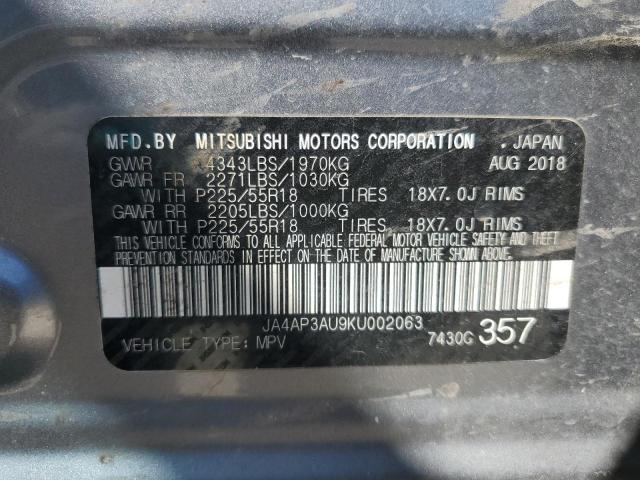 MFD.BY MITSUBISHI MOTORS CORPORATION . JAPAN
GVWR 4343LBS/1970KG AUG 2018
GAWR FR 2271LBS/1030KG
WITH P225/55R18 TIRES 18X7.0J RIMS
GAWR RR 2205LBS/1000KG
WITH P225/55R18 TIRES 18X7.0J RIMS
THIS VEHICLE CONFORMS TO ALL APPLICABLE FEDERAL MOTOR VEHICLE SAFETY AND THEFT
PREVENTION STANDARDS IN EFFECT ON THE DATE OF MANUFACTURE SHOWN ABOVE.
JA4AP3AU9KU002063
VEHICLE TYPE: MPV 7430C 357